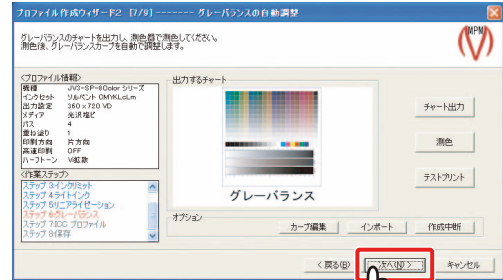 プロファイル作成ウィザード2 [7/9] ------- グレーバランスの自動調整
グレーバランスのチャートを出力し、測色器で測色してください。
測色後、グレーバランスカーブを自動で調整します。
MPM
<プロファイル情報>
機種 JV3-SP-8Color シリーズ
インクセット ソルベント CMYKLcLm
出力設定 360 x 720 VD
メディア 光沢塩ビ
パス 4
重ね塗り 1
印刷方向 片方向
高速印刷 OFF
ハーフトーン V拡散
<作業ステップ>
ステップ 3:インクリミット
ステップ 4:ライトインク
ステップ 5:リニアライゼーション
ステップ 6:グレーバランス
ステップ 7:ICC プロファイル
ステップ 8:保存
出力するチャート
グレーバランス
チャート出力
測色
テストプリント
オプション
カーブ編集
インポート
作成中断
< 戻る(B)
次へ(N) >
キャンセル